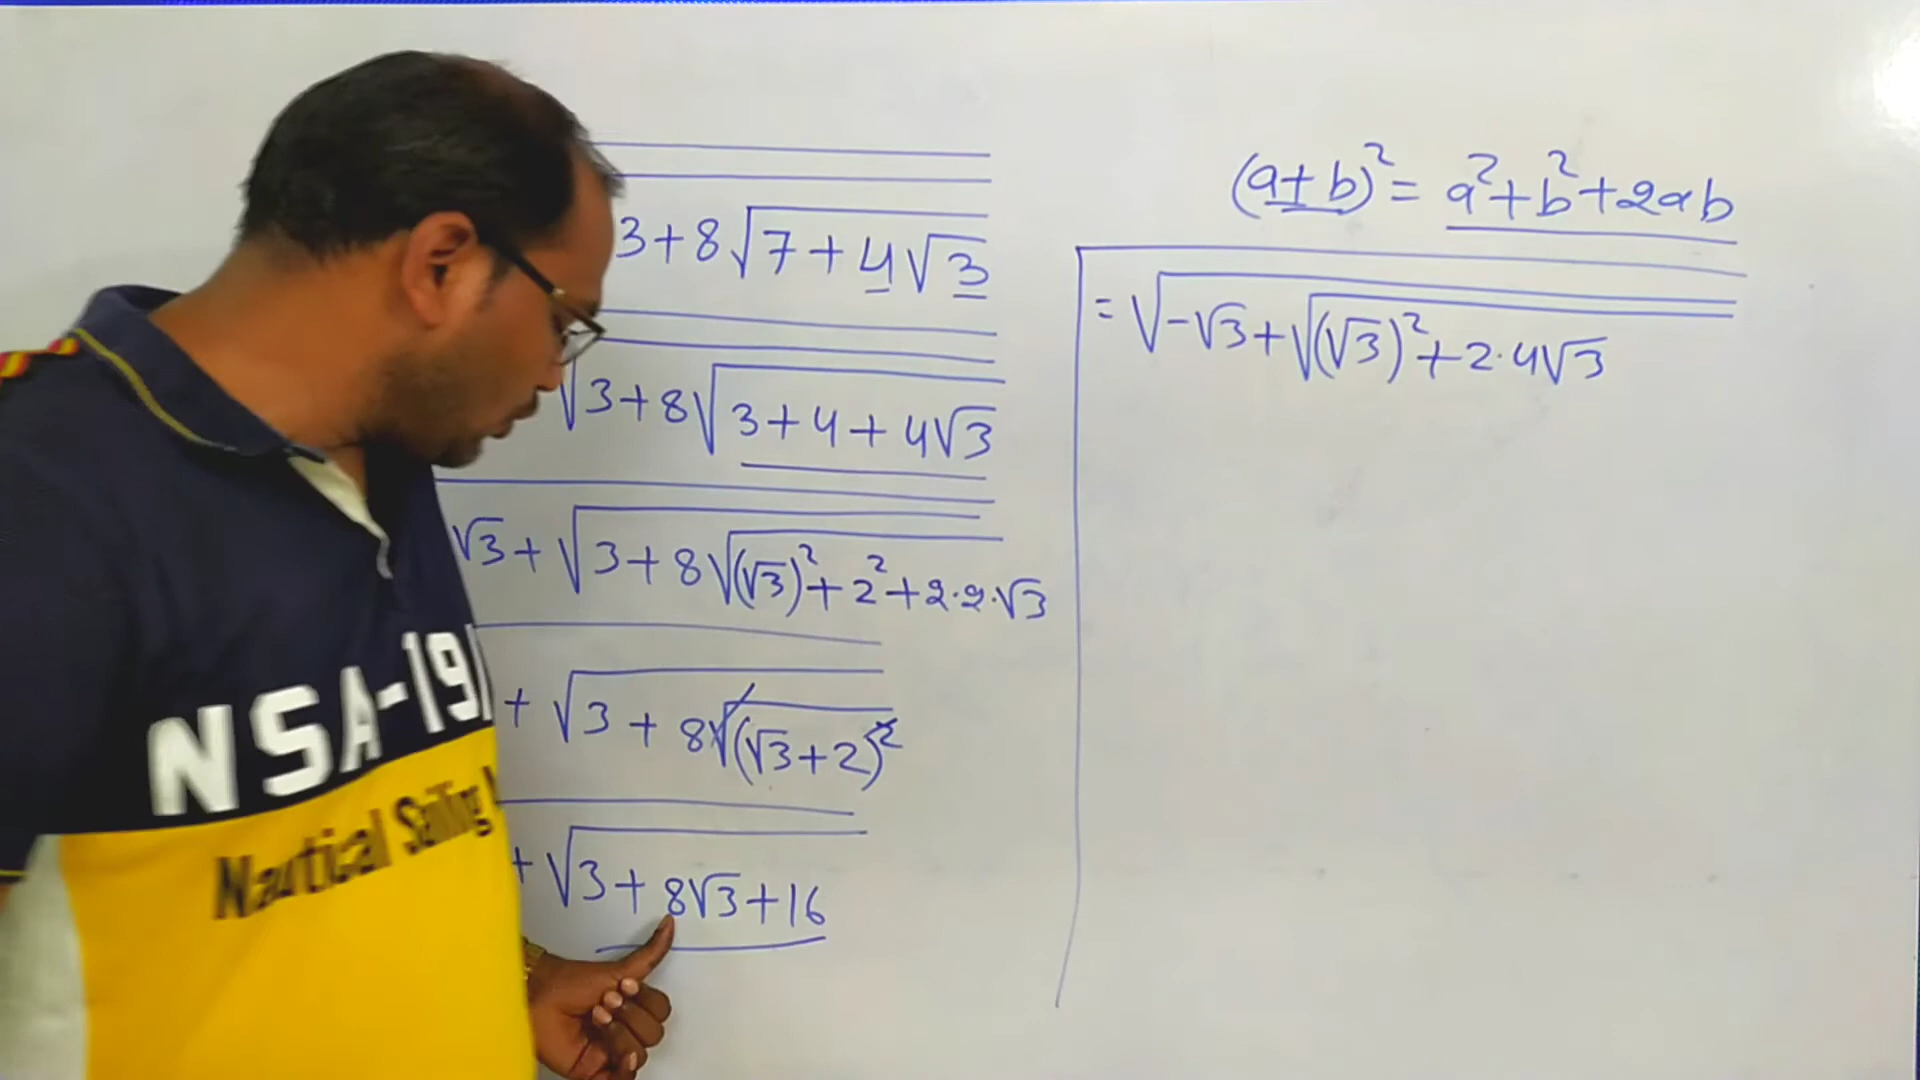 3+8√7+4√3
√3+8√3+4+4√3
√3+√3+8√(√3)²+2²+2·2·√3
+√3+8√(√3+2)²
+√3+8√3+16
(a+b)²=a²+b²+2ab
=√-√3+√(√3)²+2·4√3
NSA-19
Nautical Sailing